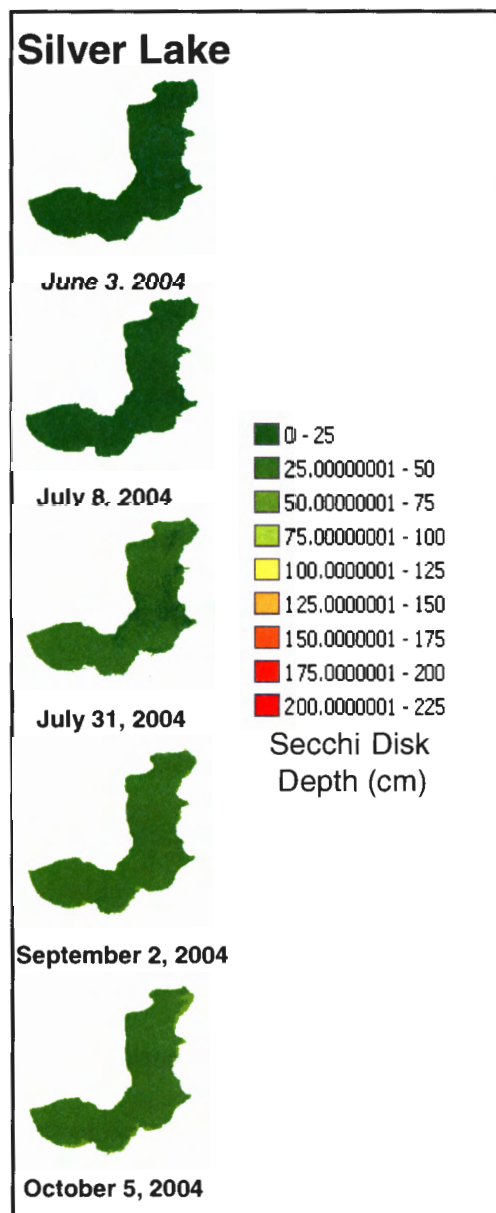 Silver Lake
June 3, 2004
July 8, 2004
July 31, 2004
September 2, 2004
October 5, 2004
0 - 25
25.00000001 - 50
50.00000001 - 75
75.00000001 - 100
100.0000001 - 125
125.0000001 - 150
150.0000001 - 175
175.0000001 - 200
200.0000001 - 225
Secchi Disk
Depth (cm)